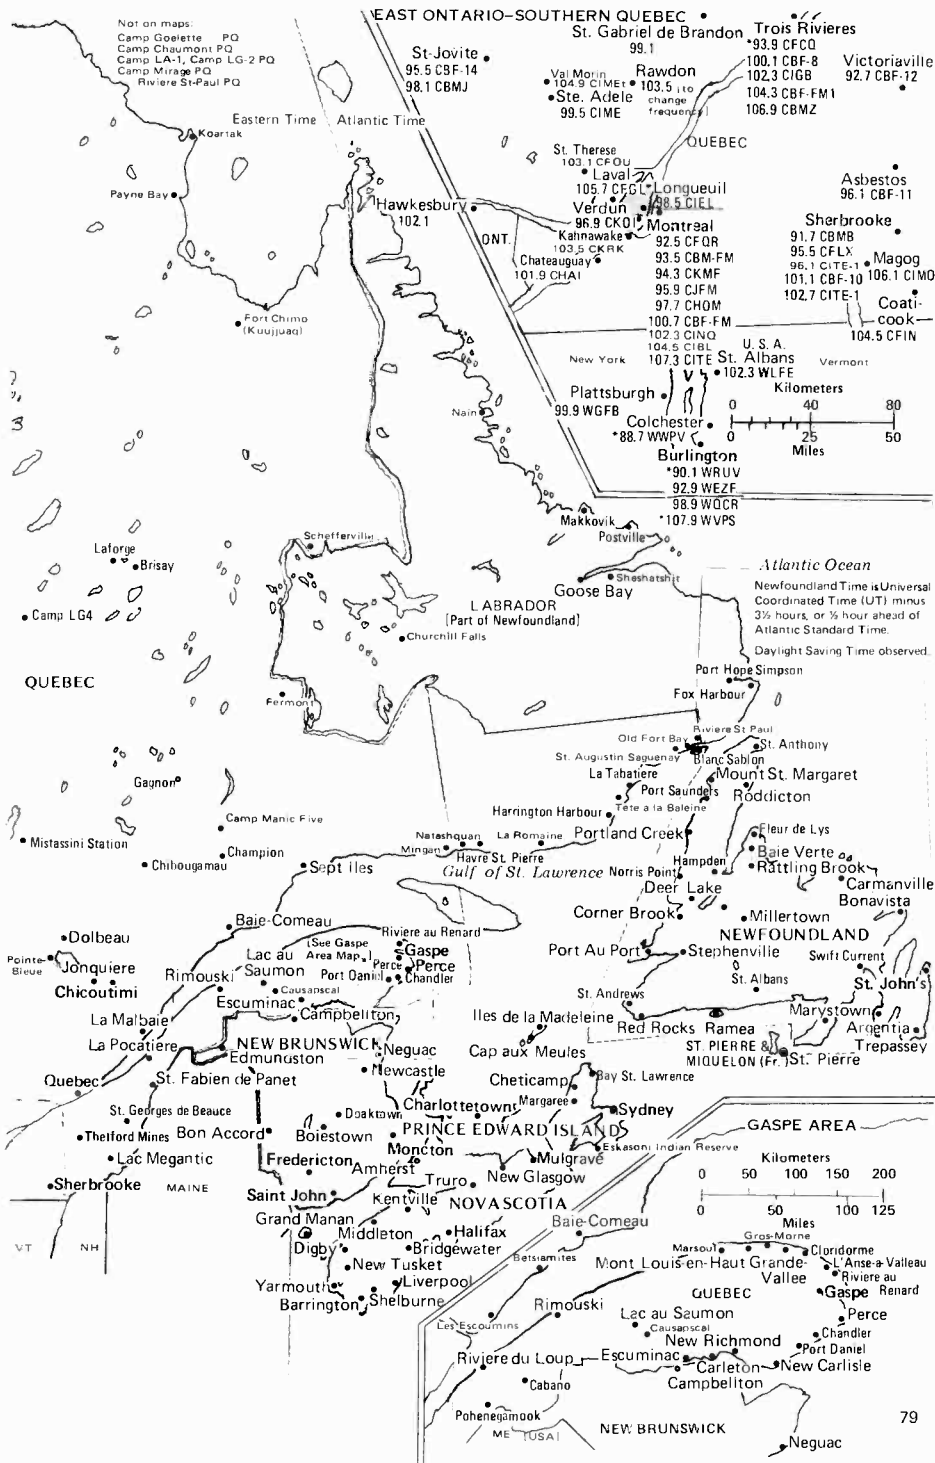 Not on maps:
Camp Goelette PQ
Camp Chaumont PQ
Camp LA-1, Camp LG-2 PQ
Camp Mirage PQ
Riviere St-Paul PQ
EAST ONTARIO-SOUTHERN QUEBEC
St-Jovite
95.5 CBF-14
98.1 CBMJ
St. Gabriel de Brandon
99.1
Val Morin
104.9 CIMEt
Ste. Adele
99.5 CIME
Rawdon
103.5 (to
change
frequency)
Trois Rivieres
*93.9 CFCQ
100.1 CBF-8
102.3 CIGB
104.3 CBF-FM1
106.9 CBMZ
Victoriaville
92.7 CBF-12
QUEBEC
Eastern Time
Atlantic Time
Koartak
Payne Bay
St. Therese
103.1 CFOU
Laval
105.7 CFGL
Longueuil
98.5 CIEL
Asbestos
96.1 CBF-11
Hawkesbury
102.1
ONT.
Verdun
96.9 CKOI
Kahnawake
103.5 CKRK
Chateauguay
101.9 CHAI
Montreal
92.5 CFQR
93.5 CBM-FM
94.3 CKMF
95.9 CJFM
97.7 CHOM
100.7 CBF-FM
102.3 CINQ
104.5 CIBL
107.3 CITE
Sherbrooke
91.7 CBMB
95.5 CFLX
96.1 CITE-1
101.1 CBF-10
102.7 CITE-1
Magog
106.1 CIMO
Coati-
cook
104.5 CFIN
Fort Chimo
(Kuujjuaq)
U.S.A.
New York
St. Albans
102.3 WLFE
Vermont
Plattsburgh
99.9 WGFB
Kilometers
0 40 80
0 25 50
Miles
Nain
Colchester
*88.7 WWPV
Burlington
*90.1 WRUV
92.9 WEZF
98.9 WQCR
*107.9 WVPS
Makkovik
Postville
Schefferville
Laforge
Brisay
Camp LG4
Goose Bay
Sheshatshit
LABRADOR
(Part of Newfoundland)
Churchill Falls
Atlantic Ocean
Newfoundland Time is Universal
Coordinated Time (UT) minus
3½ hours, or ½ hour ahead of
Atlantic Standard Time.
Daylight Saving Time observed.
QUEBEC
Fermont
Port Hope Simpson
Fox Harbour
Riviere St Paul
Old Fort Bay
St. Anthony
St. Augustin Saguenay
Blanc Sablon
La Tabatiere
Mount St. Margaret
Port Saunders
Roddicton
Tete a la Baleine
Gagnon
Camp Manic Five
Harrington Harbour
Mistassini Station
Natashquan
La Romaine
Portland Creek
Fleur de Lys
Mingan
Havre St. Pierre
Baie Verte
Champion
Chibougamau
Sept Iles
Gulf of St. Lawrence
Norris Point
Hampden
Rattling Brook
Deer Lake
Carmanville
Bonavista
Baie-Comeau
Corner Brook
Millertown
Dolbeau
Riviere au Renard
NEWFOUNDLAND
Pointe-
Bleue
Jonquiere
Chicoutimi
Lac au
Saumon
(See Gaspe
Area Map)
Gaspe
Perce
Perce
Port Daniel
Chandler
Port Au Port
Stephenville
Swift Current
St. Albans
St. John's
Rimouski
Causapscal
Escuminac
Campbellton
St. Andrews
La Malbaie
Iles de la Madeleine
Red Rocks
Ramea
Marystown
Argentia
Trepassey
La Pocatiere
NEW BRUNSWICK
Edmunston
Neguac
Cap aux Meules
ST. PIERRE &
MIQUELON (Fr.)
St. Pierre
Quebec
St. Fabien de Panet
Newcastle
Cheticamp
Bay St. Lawrence
St. Georges de Beauce
Doaktown
Charlottetown
Margaree
Sydney
Thetford Mines
Bon Accord
Boiestown
PRINCE EDWARD ISLAND
Moncton
Eskasoni Indian Reserve
Lac Megantic
Fredericton
Amherst
Mulgrave
New Glasgow
Truro
Sherbrooke
MAINE
Saint John
Kentville
NOVA SCOTIA
Grand Manan
Middleton
Halifax
VT
NH
Digby
Bridgewater
New Tusket
Yarmouth
Liverpool
Barrington
Shelburne
GASPE AREA
Kilometers
0 50 100 150 200
0 50 100 125
Miles
Baie-Comeau
Betsiamites
Marsoui
Gros-Morne
Cloridorme
Mont Louis-en-Haut
Grande-
Vallee
L'Anse-a-Valleau
Riviere au
Renard
QUEBEC
Gaspe
Rimouski
Lac au Saumon
Perce
Les Escoumins
Causapscal
New Richmond
Chandler
Port Daniel
Riviere du Loup
Escuminac
Carleton
New Carlisle
Cabano
Campbellton
Pohenegamook
ME (USA)
NEW BRUNSWICK
Neguac
79